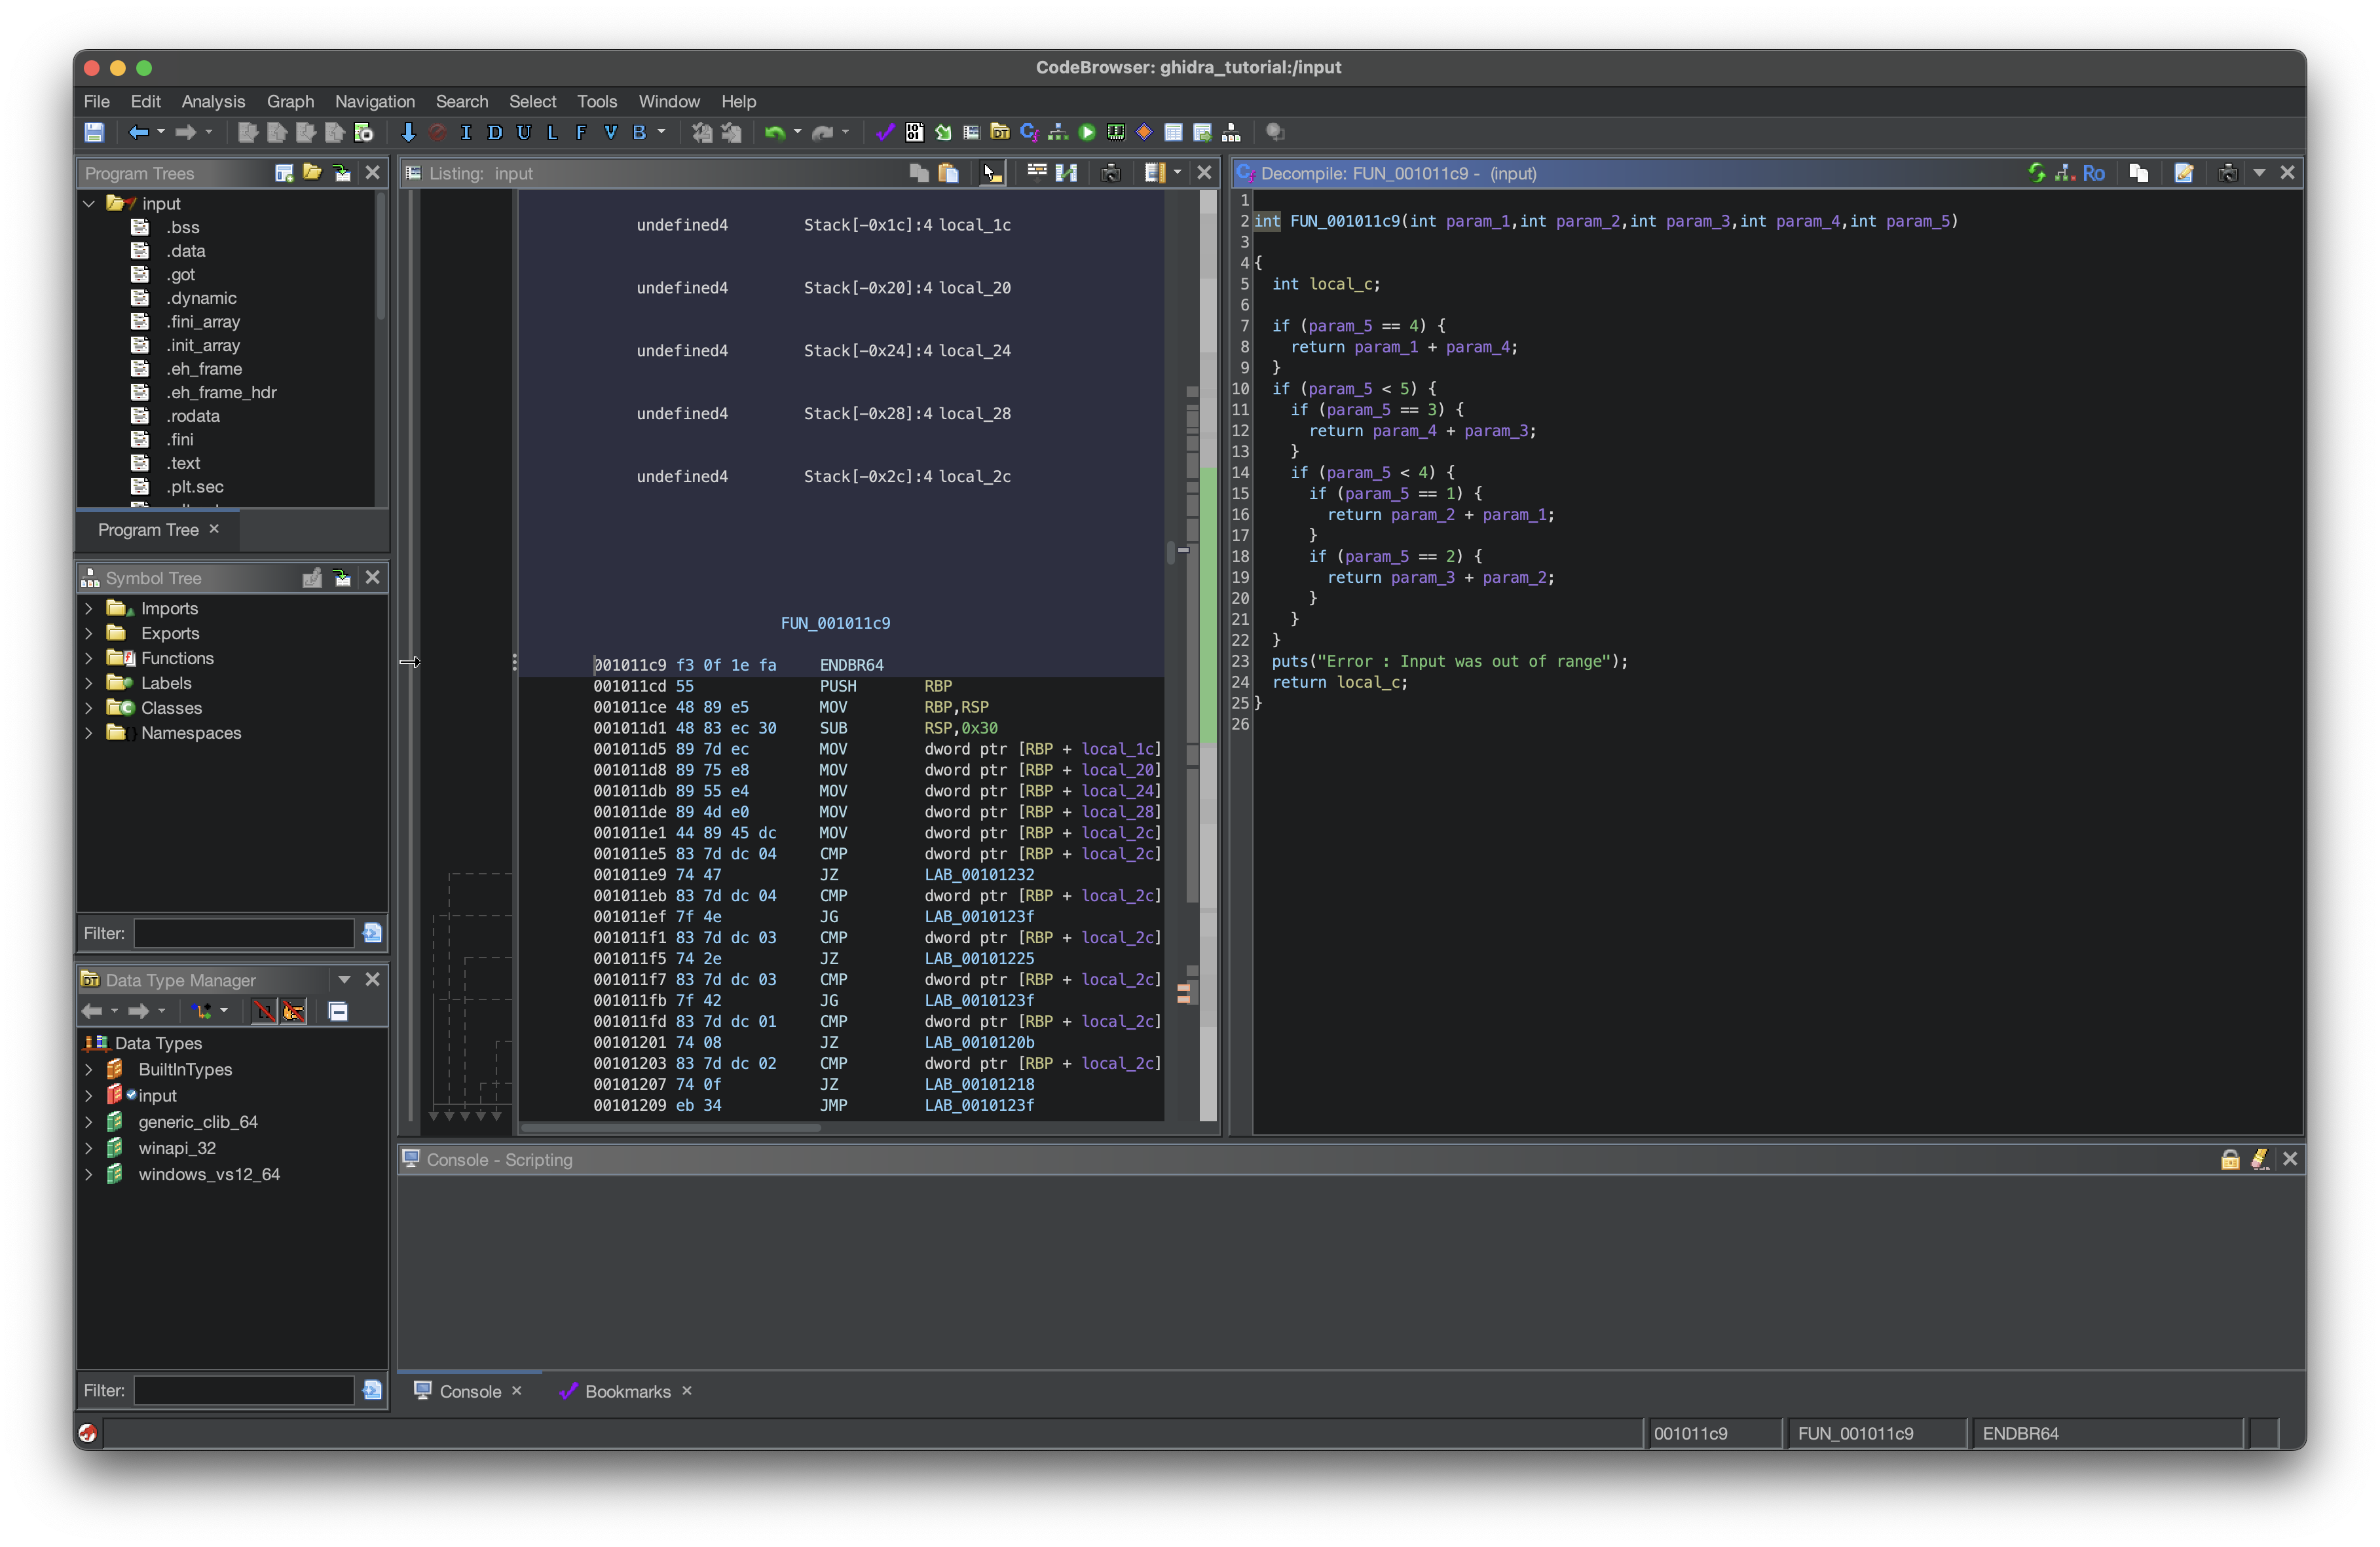 CodeBrowser: ghidra_tutorial:/input
File Edit Analysis Graph Navigation Search Select Tools Window Help
I D U L F V B
Program Trees
input
.bss
.data
.got
.dynamic
.fini_array
.init_array
.eh_frame
.eh_frame_hdr
.rodata
.fini
.text
.plt.sec
Program Tree
Symbol Tree
Imports
Exports
Functions
Labels
Classes
Namespaces
Filter:
Data Type Manager
Data Types
BuiltInTypes
input
generic_clib_64
winapi_32
windows_vs12_64
Filter:
Listing: input
undefined4 Stack[-0x1c]:4 local_1c
undefined4 Stack[-0x20]:4 local_20
undefined4 Stack[-0x24]:4 local_24
undefined4 Stack[-0x28]:4 local_28
undefined4 Stack[-0x2c]:4 local_2c
FUN_001011c9
001011c9 f3 0f 1e fa ENDBR64
001011cd 55 PUSH RBP
001011ce 48 89 e5 MOV RBP,RSP
001011d1 48 83 ec 30 SUB RSP,0x30
001011d5 89 7d ec MOV dword ptr [RBP + local_1c]
001011d8 89 75 e8 MOV dword ptr [RBP + local_20]
001011db 89 55 e4 MOV dword ptr [RBP + local_24]
001011de 89 4d e0 MOV dword ptr [RBP + local_28]
001011e1 44 89 45 dc MOV dword ptr [RBP + local_2c]
001011e5 83 7d dc 04 CMP dword ptr [RBP + local_2c]
001011e9 74 47 JZ LAB_00101232
001011eb 83 7d dc 04 CMP dword ptr [RBP + local_2c]
001011ef 7f 4e JG LAB_0010123f
001011f1 83 7d dc 03 CMP dword ptr [RBP + local_2c]
001011f5 74 2e JZ LAB_00101225
001011f7 83 7d dc 03 CMP dword ptr [RBP + local_2c]
001011fb 7f 42 JG LAB_0010123f
001011fd 83 7d dc 01 CMP dword ptr [RBP + local_2c]
00101201 74 08 JZ LAB_0010120b
00101203 83 7d dc 02 CMP dword ptr [RBP + local_2c]
00101207 74 0f JZ LAB_00101218
00101209 eb 34 JMP LAB_0010123f
Decompile: FUN_001011c9 - (input)
Ro
1
2 int FUN_001011c9(int param_1,int param_2,int param_3,int param_4,int param_5)
3
4 {
5 int local_c;
6
7 if (param_5 == 4) {
8 return param_1 + param_4;
9 }
10 if (param_5 < 5) {
11 if (param_5 == 3) {
12 return param_4 + param_3;
13 }
14 if (param_5 < 4) {
15 if (param_5 == 1) {
16 return param_2 + param_1;
17 }
18 if (param_5 == 2) {
19 return param_3 + param_2;
20 }
21 }
22 }
23 puts("Error : Input was out of range");
24 return local_c;
25 }
26
Console - Scripting
Console
Bookmarks
001011c9 FUN_001011c9 ENDBR64